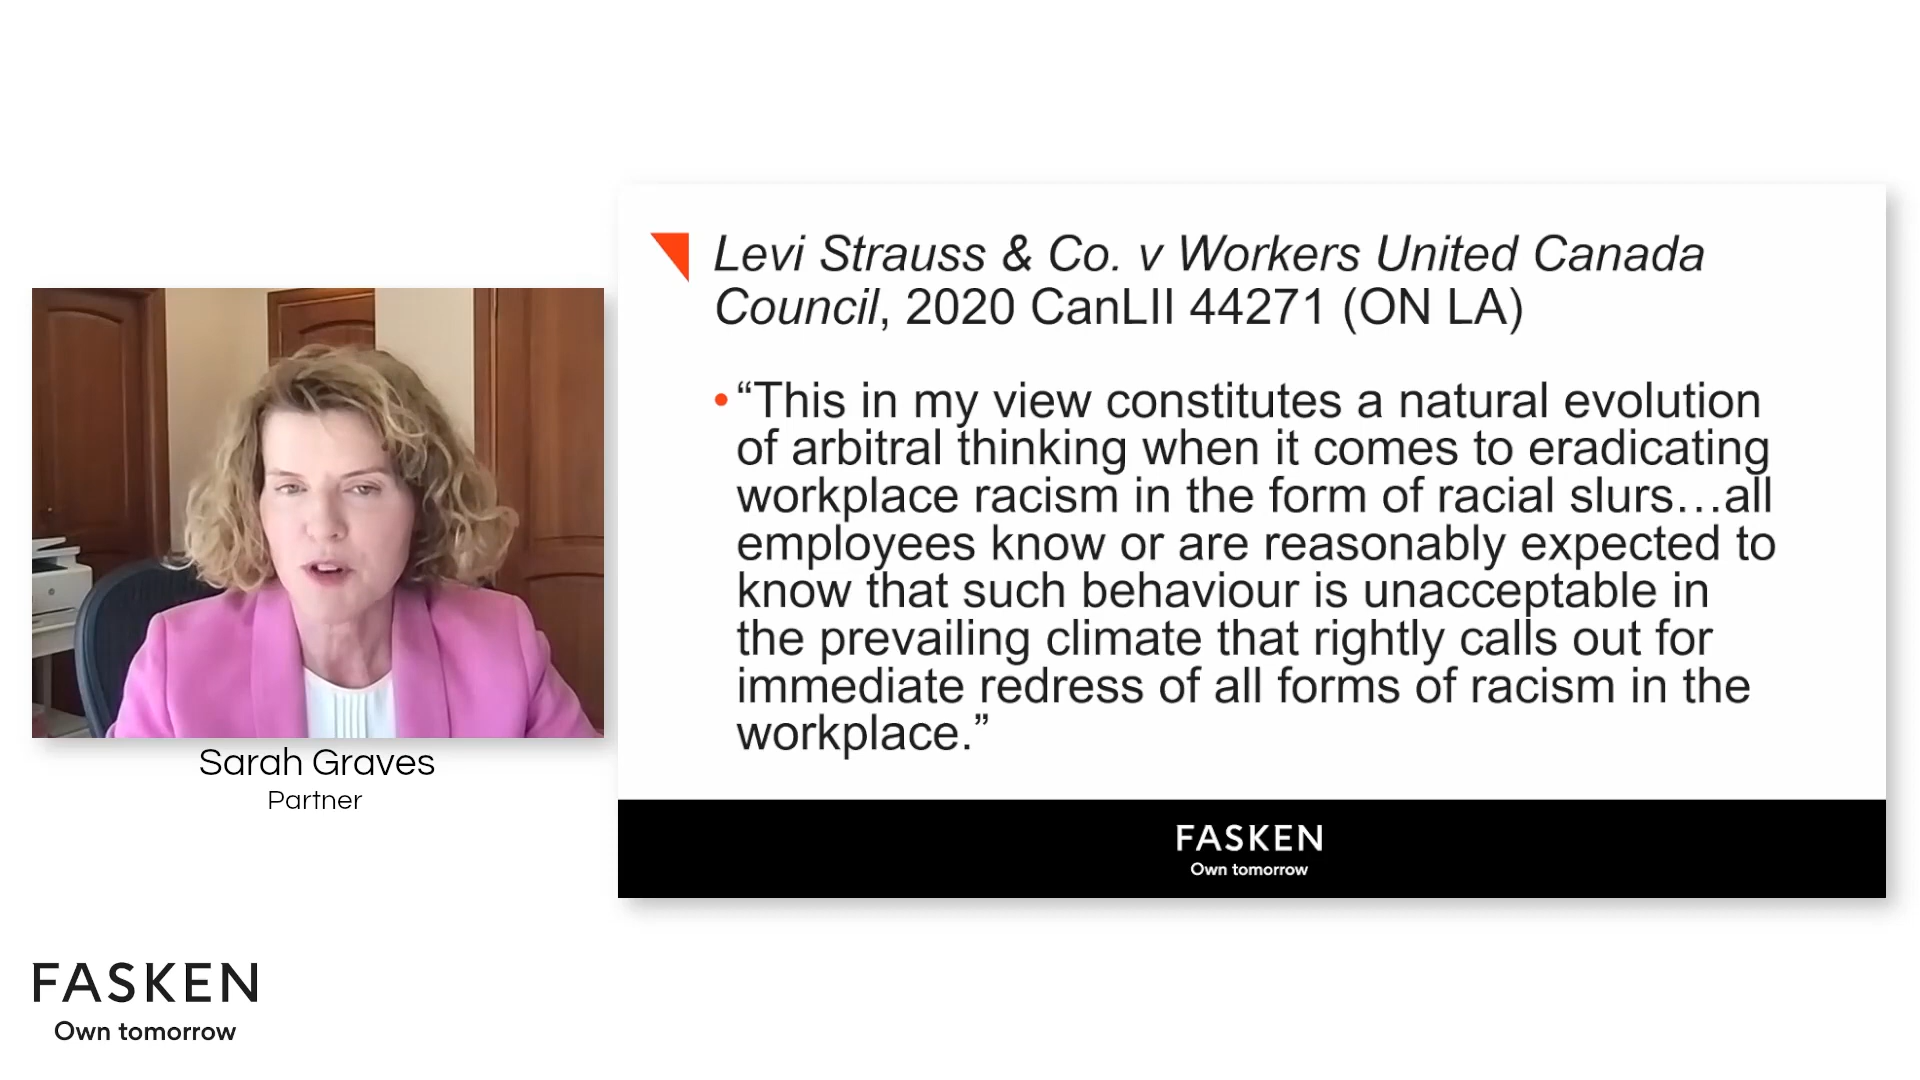 Levi Strauss & Co. v Workers United Canada
Council, 2020 CanLII 44271 (ON LA)
• “This in my view constitutes a natural evolution
of arbitral thinking when it comes to eradicating
workplace racism in the form of racial slurs…all
employees know or are reasonably expected to
know that such behaviour is unacceptable in
the prevailing climate that rightly calls out for
immediate redress of all forms of racism in the
workplace.”
FASKEN
Own tomorrow
Sarah Graves
Partner
FASKEN
Own tomorrow